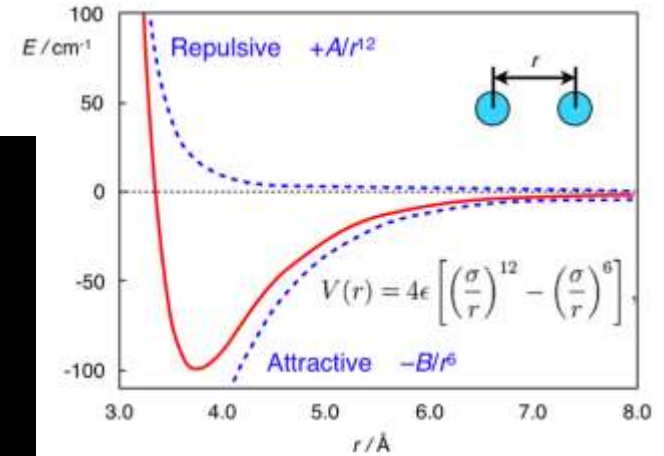 100
E / cm-1
Repulsive +A/r12
r
50
0
-50
V(r) = 4ϵ [(σ/r)^12 − (σ/r)^6] ,
Attractive –B/r6
-100
3.0 4.0 5.0 6.0 7.0 8.0
r / Å